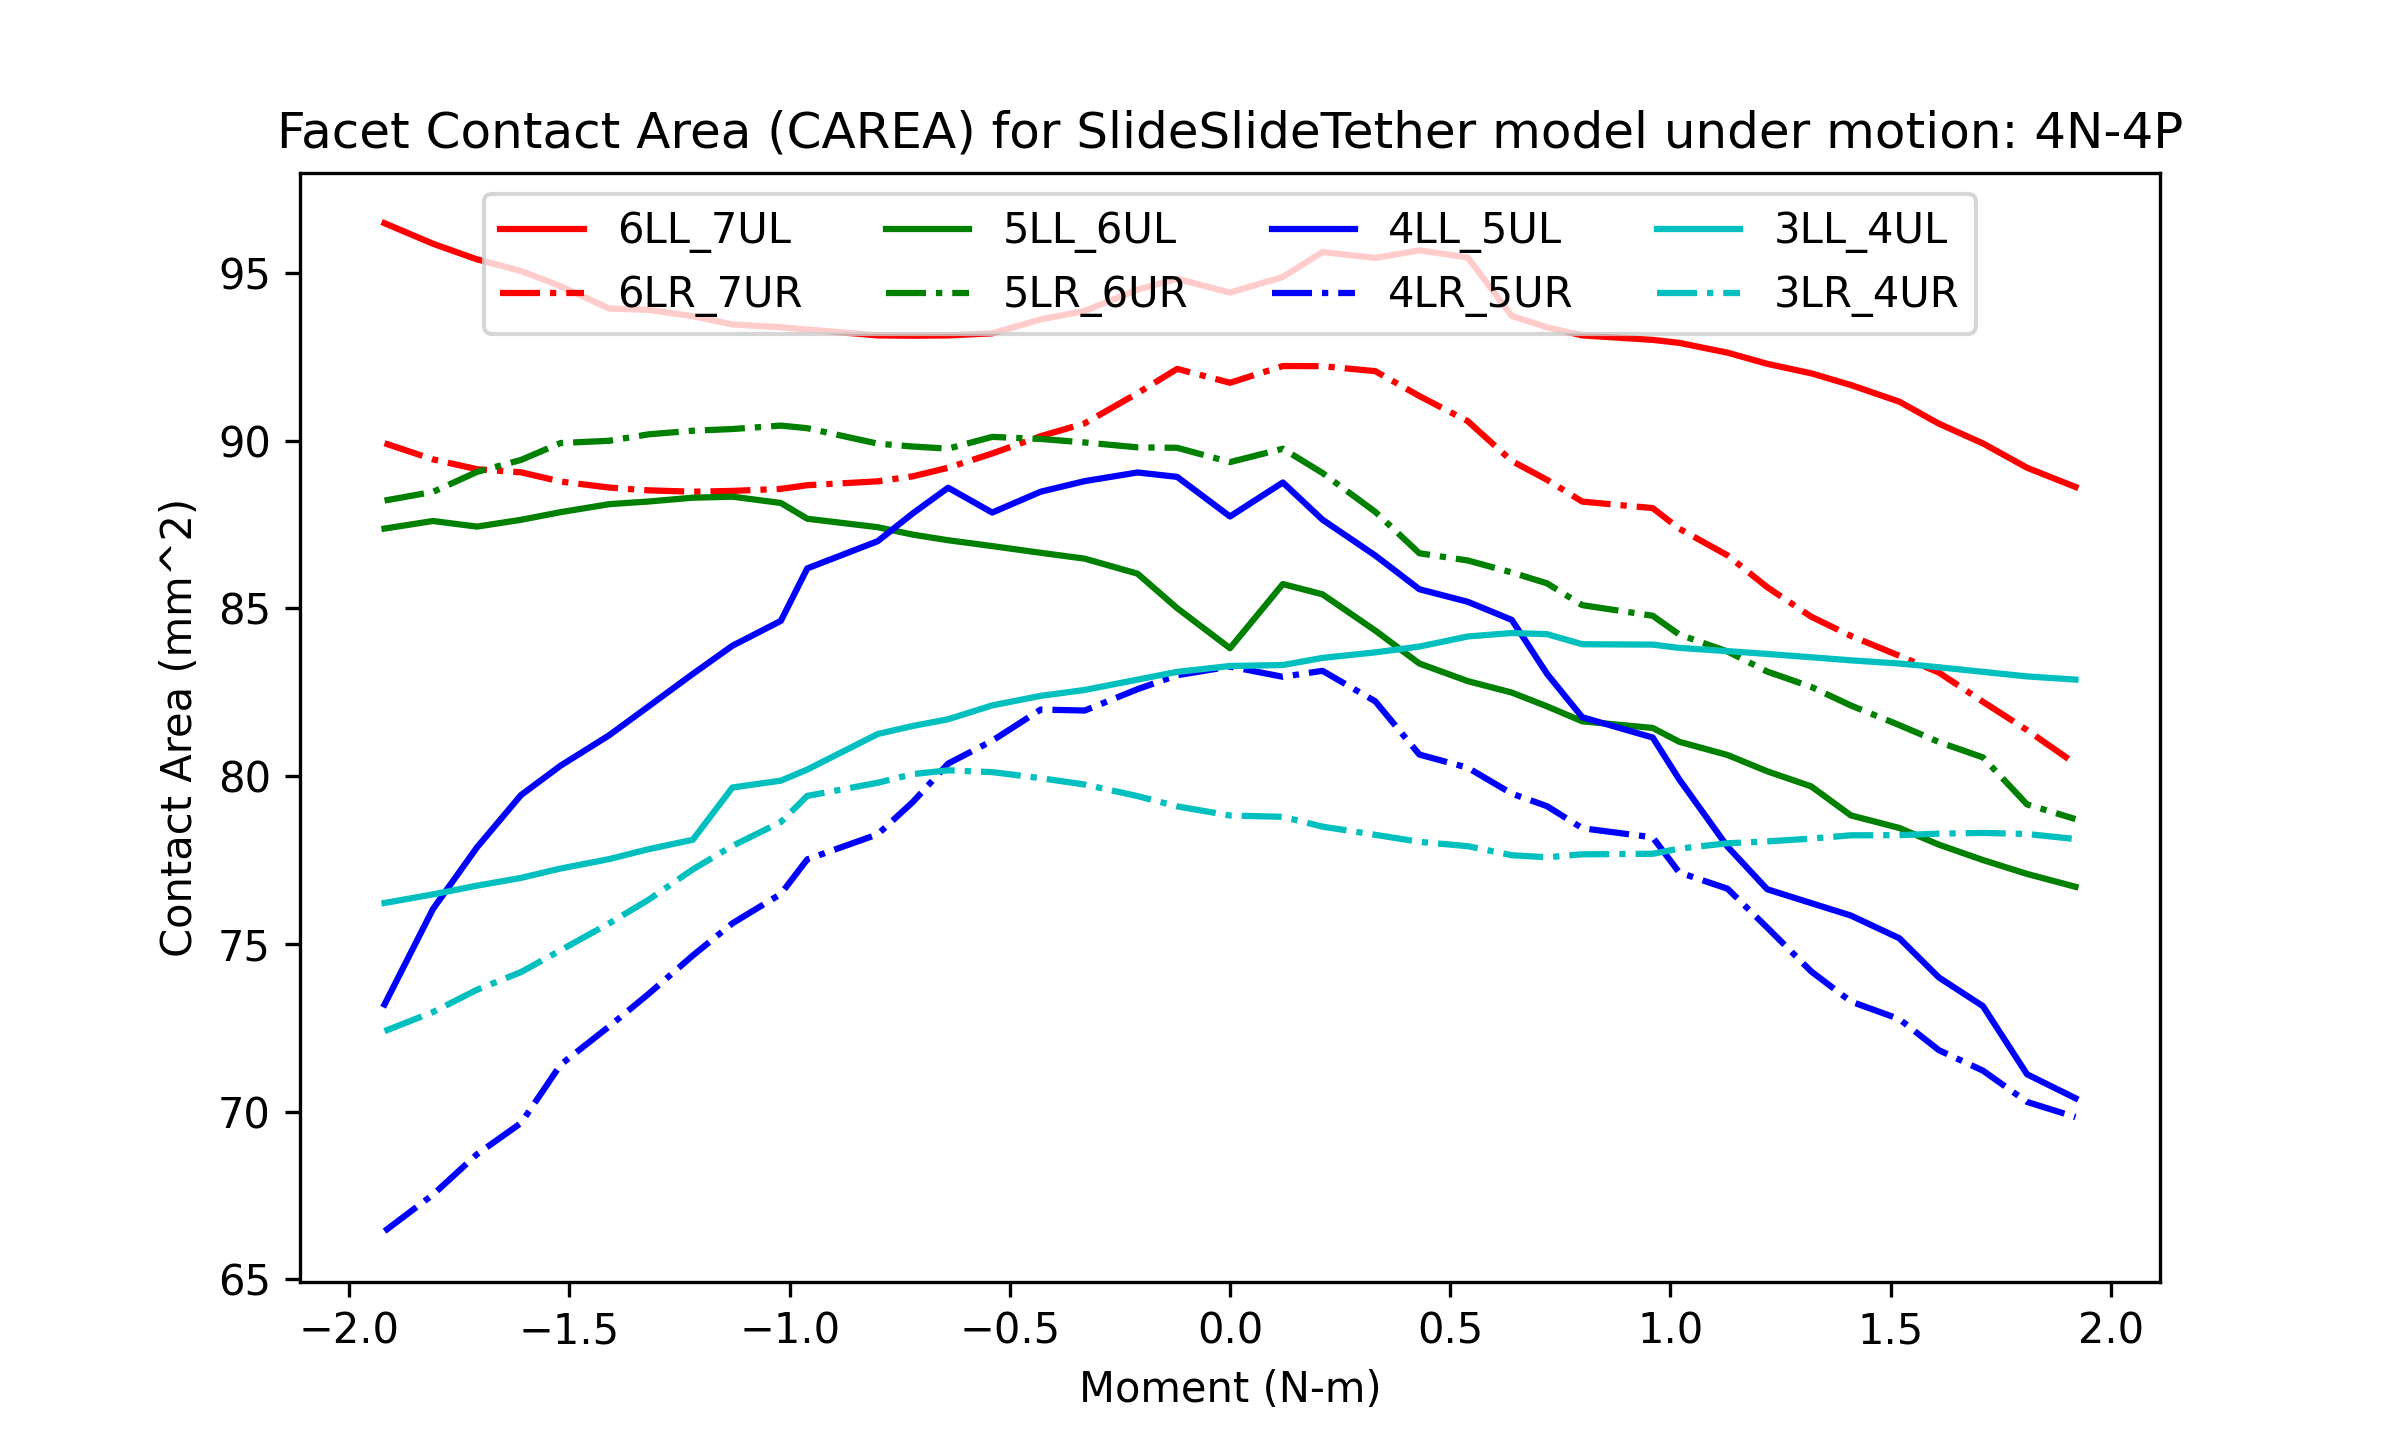 Facet Contact Area (CAREA) for SlideSlideTether model under motion: 4N-4P
6LL_7UL 5LL_6UL 4LL_5UL 3LL_4UL
6LR_7UR 5LR_6UR 4LR_5UR 3LR_4UR
95
90
85
80
75
70
65
Contact Area (mm^2)
−2.0 −1.5 −1.0 −0.5 0.0 0.5 1.0 1.5 2.0
Moment (N-m)